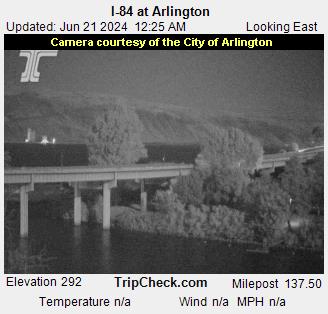 I-84 at Arlington
Updated: Jun 21 2024 12:25 AM Looking East
Camera courtesy of the City of Arlington
Elevation 292 TripCheck.com Milepost 137.50
Temperature n/a Wind n/a MPH n/a